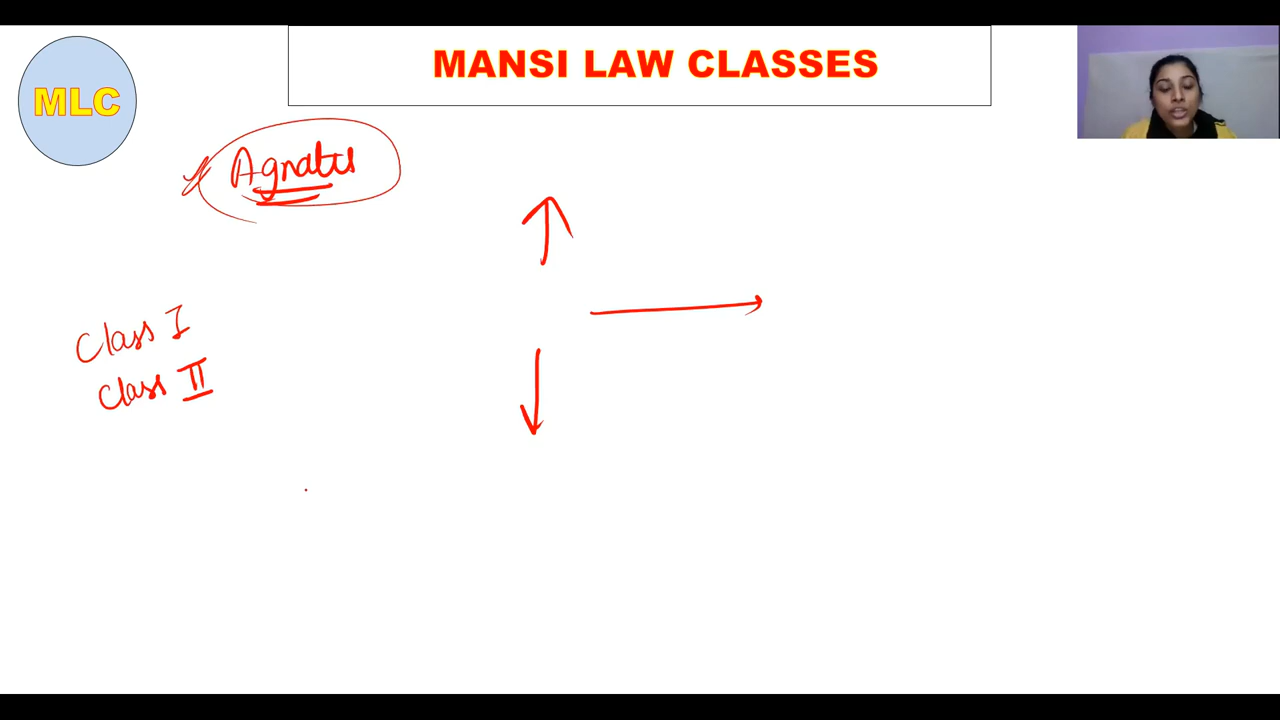 MANSI LAW CLASSES
MLC
Agnates
Class I
Class II